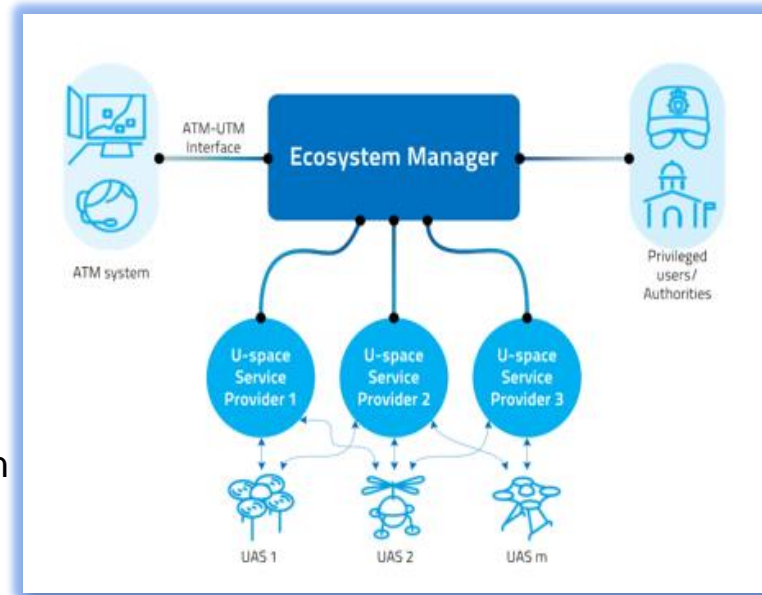 ATM-UTM
Interface
Ecosystem Manager
ATM system
Privileged
users/
Authorities
U-space
Service
Provider 1
U-space
Service
Provider 2
U-space
Service
Provider 3
n
UAS 1
UAS 2
UAS m